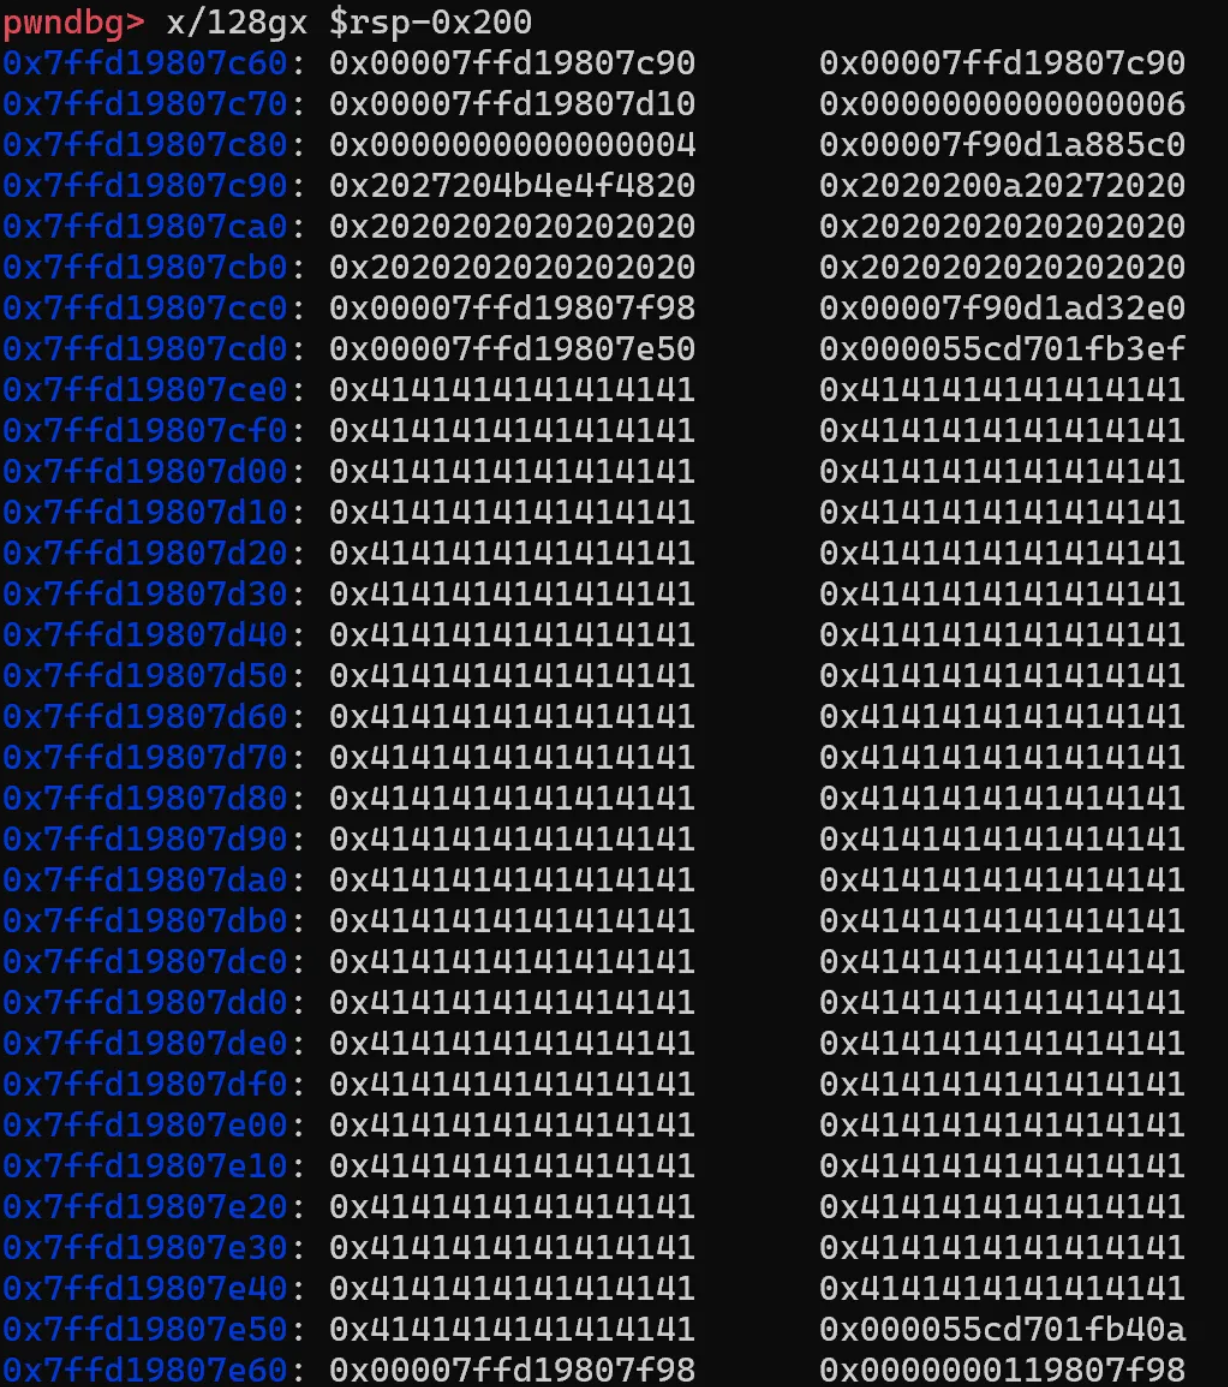 pwndbg> x/128gx $rsp-0x200
0x7ffd19807c60: 0x00007ffd19807c90 0x00007ffd19807c90
0x7ffd19807c70: 0x00007ffd19807d10 0x0000000000000006
0x7ffd19807c80: 0x0000000000000004 0x00007f90d1a885c0
0x7ffd19807c90: 0x2027204b4e4f4820 0x2020200a20272020
0x7ffd19807ca0: 0x2020202020202020 0x2020202020202020
0x7ffd19807cb0: 0x2020202020202020 0x2020202020202020
0x7ffd19807cc0: 0x00007ffd19807f98 0x00007f90d1ad32e0
0x7ffd19807cd0: 0x00007ffd19807e50 0x000055cd701fb3ef
0x7ffd19807ce0: 0x4141414141414141 0x4141414141414141
0x7ffd19807cf0: 0x4141414141414141 0x4141414141414141
0x7ffd19807d00: 0x4141414141414141 0x4141414141414141
0x7ffd19807d10: 0x4141414141414141 0x4141414141414141
0x7ffd19807d20: 0x4141414141414141 0x4141414141414141
0x7ffd19807d30: 0x4141414141414141 0x4141414141414141
0x7ffd19807d40: 0x4141414141414141 0x4141414141414141
0x7ffd19807d50: 0x4141414141414141 0x4141414141414141
0x7ffd19807d60: 0x4141414141414141 0x4141414141414141
0x7ffd19807d70: 0x4141414141414141 0x4141414141414141
0x7ffd19807d80: 0x4141414141414141 0x4141414141414141
0x7ffd19807d90: 0x4141414141414141 0x4141414141414141
0x7ffd19807da0: 0x4141414141414141 0x4141414141414141
0x7ffd19807db0: 0x4141414141414141 0x4141414141414141
0x7ffd19807dc0: 0x4141414141414141 0x4141414141414141
0x7ffd19807dd0: 0x4141414141414141 0x4141414141414141
0x7ffd19807de0: 0x4141414141414141 0x4141414141414141
0x7ffd19807df0: 0x4141414141414141 0x4141414141414141
0x7ffd19807e00: 0x4141414141414141 0x4141414141414141
0x7ffd19807e10: 0x4141414141414141 0x4141414141414141
0x7ffd19807e20: 0x4141414141414141 0x4141414141414141
0x7ffd19807e30: 0x4141414141414141 0x4141414141414141
0x7ffd19807e40: 0x4141414141414141 0x4141414141414141
0x7ffd19807e50: 0x4141414141414141 0x000055cd701fb40a
0x7ffd19807e60: 0x00007ffd19807f98 0x0000000119807f98